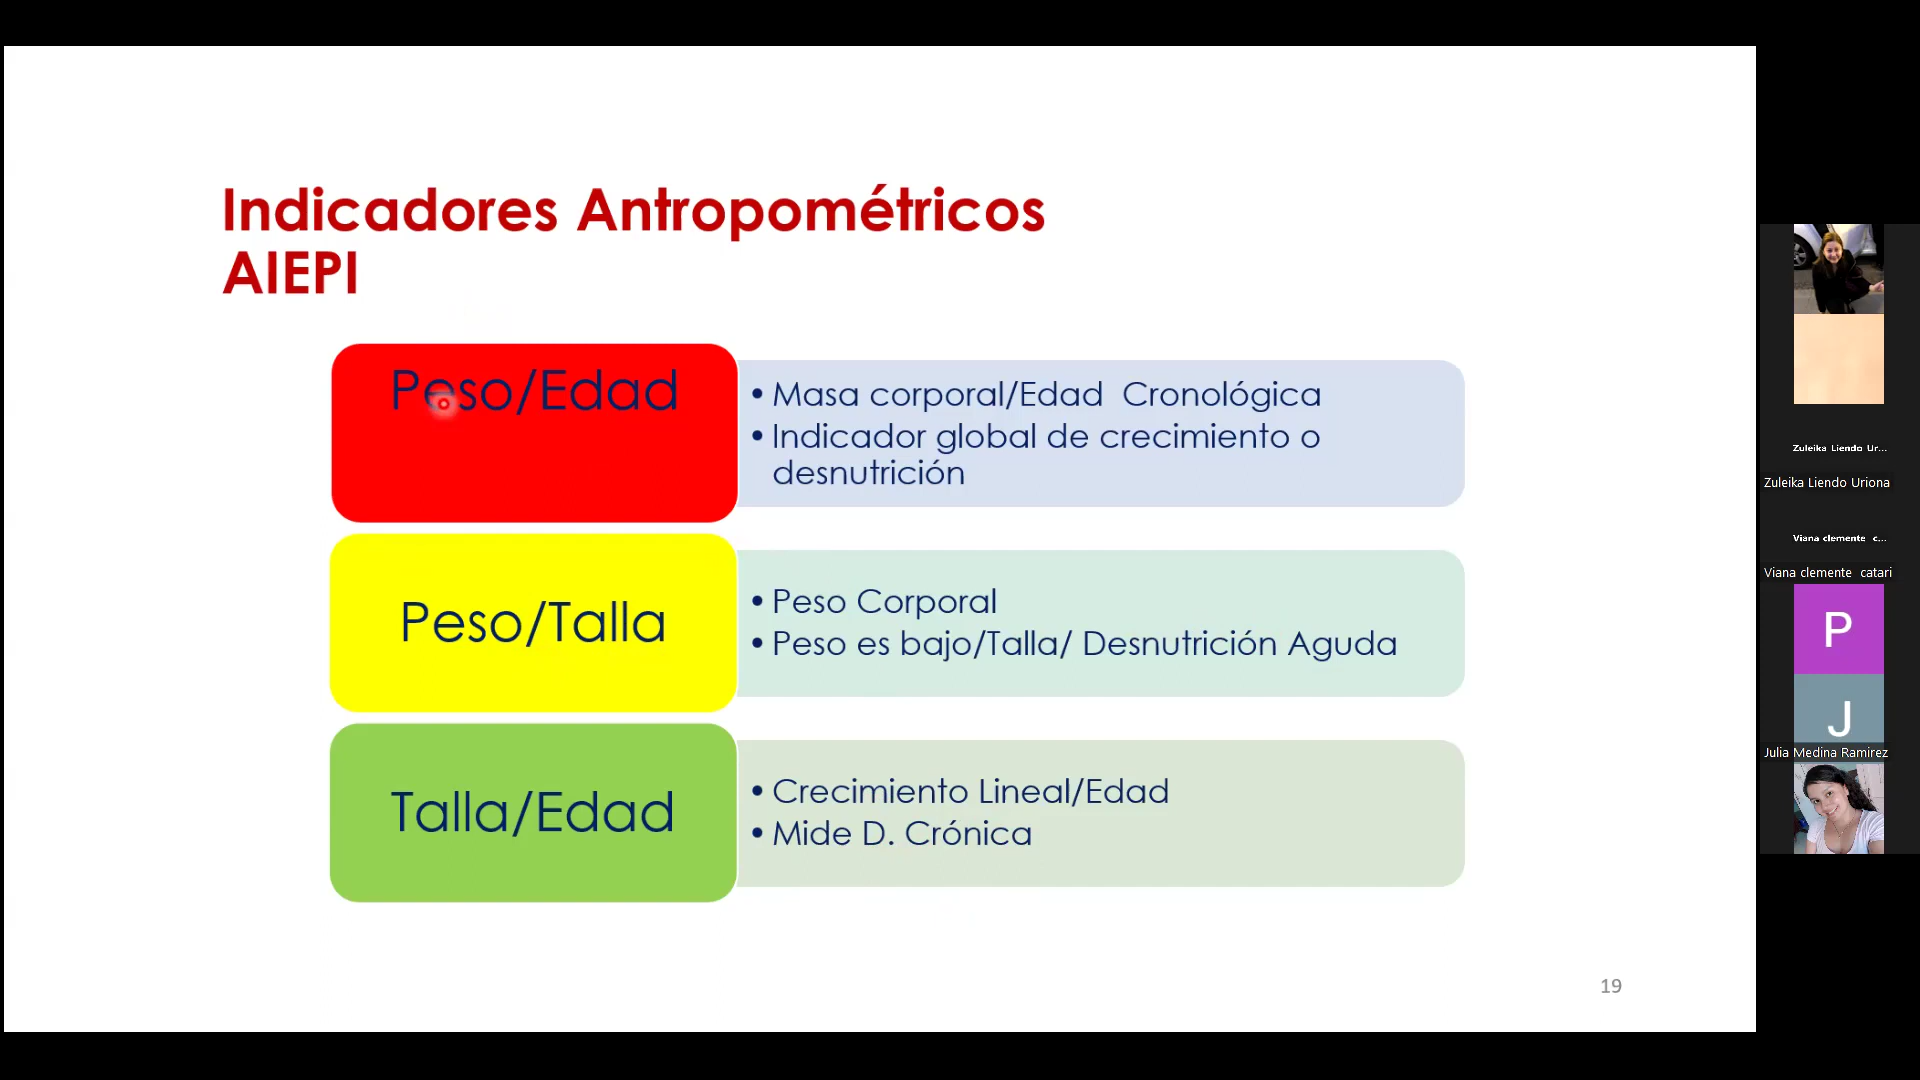 Indicadores Antropométricos
AIEPI
Peso/Edad
• Masa corporal/Edad  Cronológica
• Indicador global de crecimiento o
desnutrición
Peso/Talla
• Peso Corporal
• Peso es bajo/Talla/ Desnutrición Aguda
Talla/Edad
• Crecimiento Lineal/Edad
• Mide D. Crónica
19
Zuleika Liendo Ur...
Zuleika Liendo Uriona
Viana clemente  c...
Viana clemente  catari
P
J
Julia Medina Ramirez